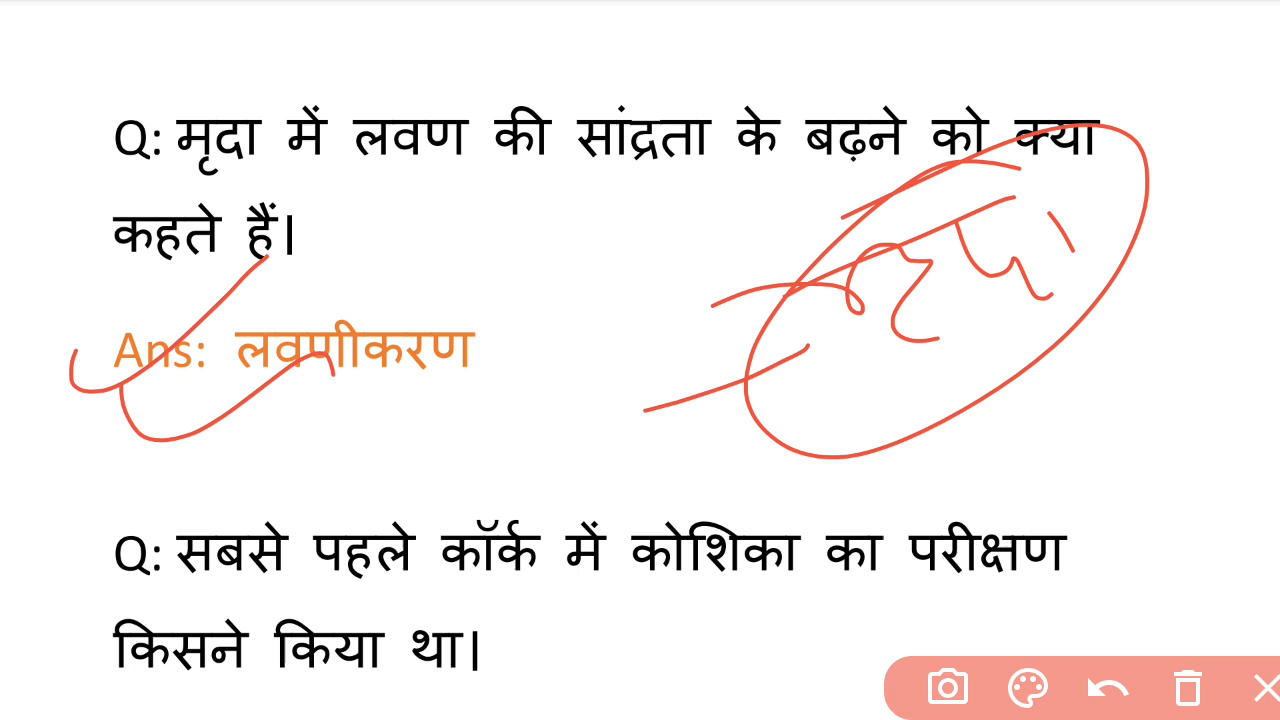 Q: मृदा में लवण की सांद्रता के बढ़ने को क्या
कहते हैं।
Ans: लवणीकरण
Q: सबसे पहले कॉर्क में कोशिका का परीक्षण
किसने किया था।